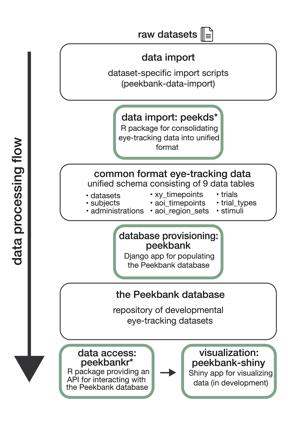 raw datasets
data processing flow
data import
dataset-specific import scripts
(peekbank-data-import)
data import: peekds*
R package for consolidating
eye-tracking data into unified
format
common format eye-tracking data
unified schema consisting of 9 data tables
• datasets • xy_timepoints • trials
• subjects • aoi_timepoints • trial_types
• administrations • aoi_region_sets • stimuli
database provisioning:
peekbank
Django app for populating
the Peekbank database
the Peekbank database
repository of developmental
eye-tracking datasets
data access:
peekbankr*
R package providing an
API for interacting with
the Peekbank database
visualization:
peekbank-shiny
Shiny app for visualizing
data (in development)